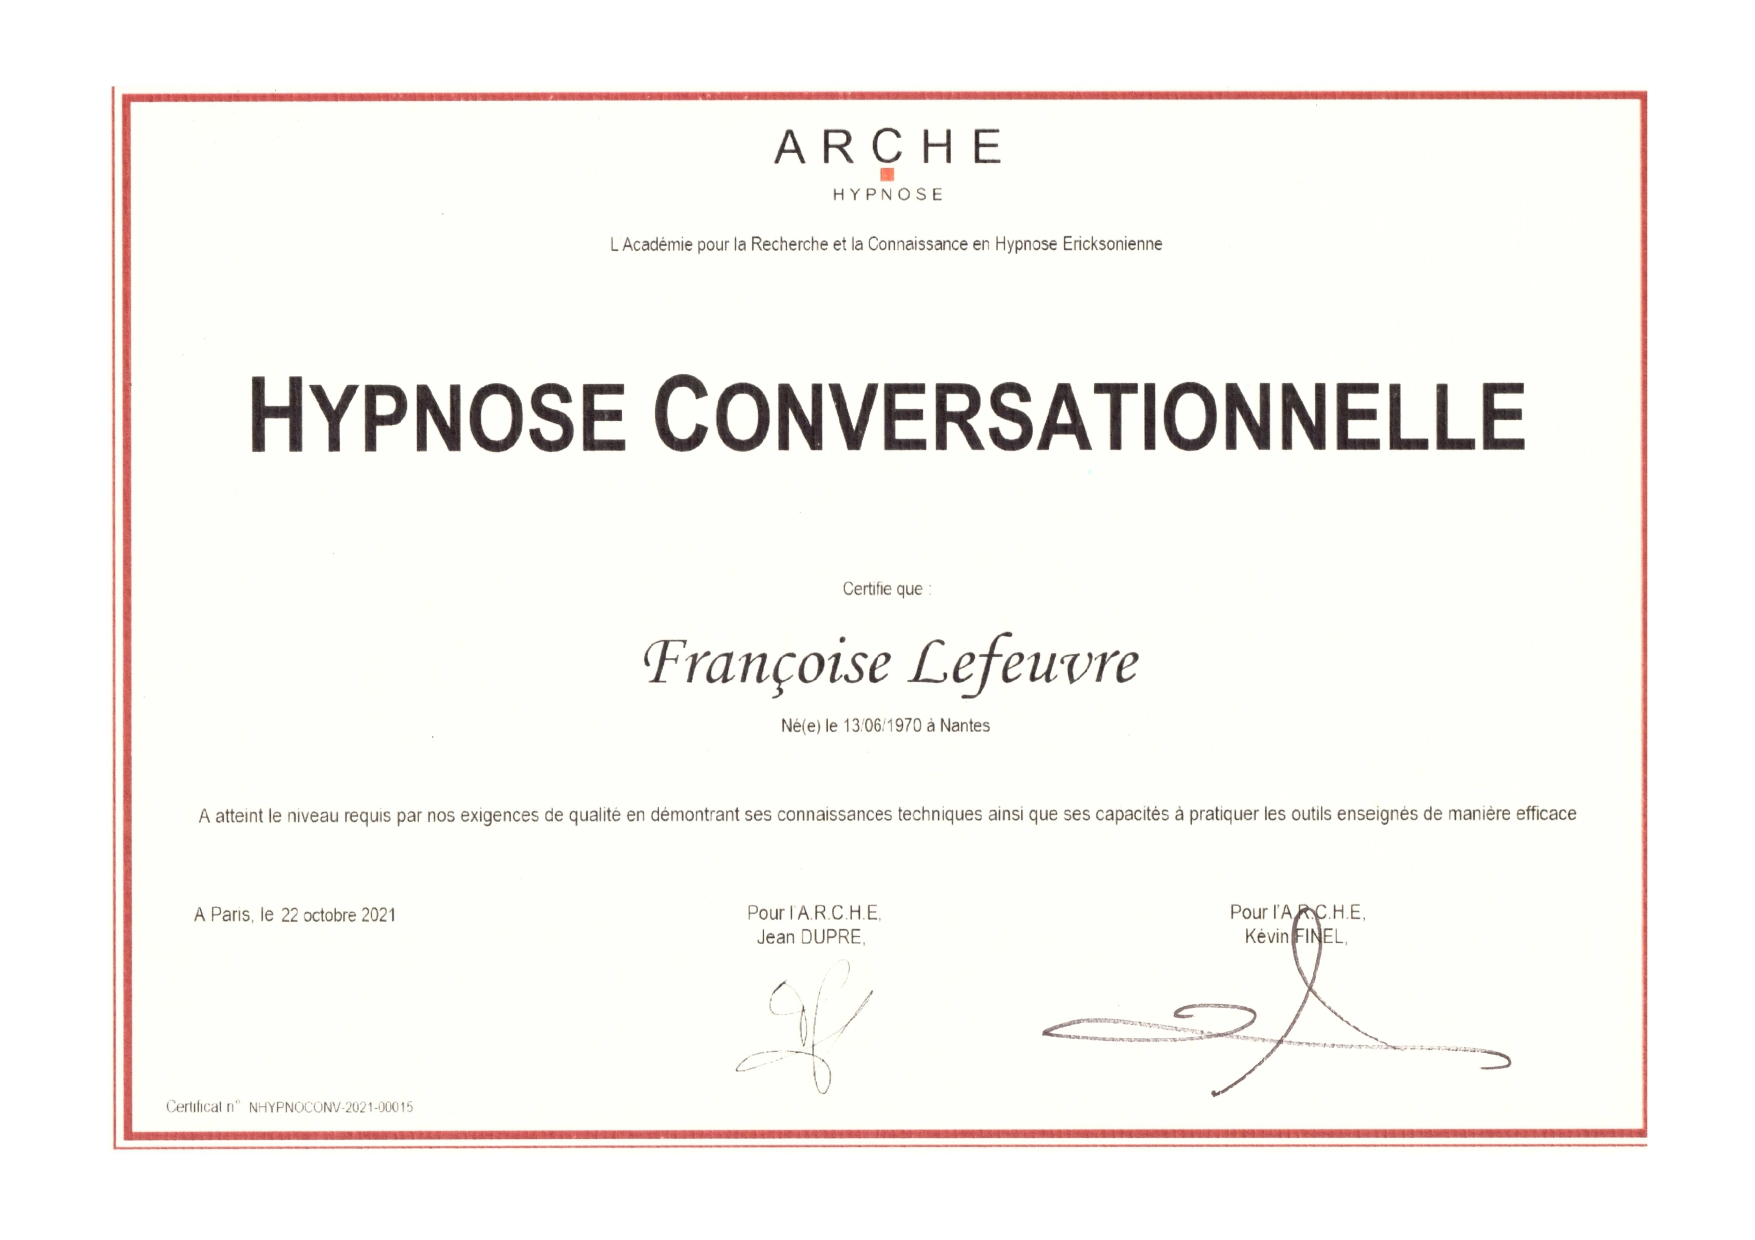 ARCHE
HYPNOSE
L Académie pour la Recherche et la Connaissance en Hypnose Ericksonienne
HYPNOSE CONVERSATIONNELLE
Certifie que :
Françoise Lefeuvre
Né(e) le 13/06/1970 à Nantes
A atteint le niveau requis par nos exigences de qualité en démontrant ses connaissances techniques ainsi que ses capacités à pratiquer les outils enseignés de manière efficace
A Paris, le 22 octobre 2021
Pour l'A.R.C.H.E,
Jean DUPRE,
Pour l'A.R.C.H.E,
Kévin FINEL,
Certificat n° NHYPNOCONV-2021-00015